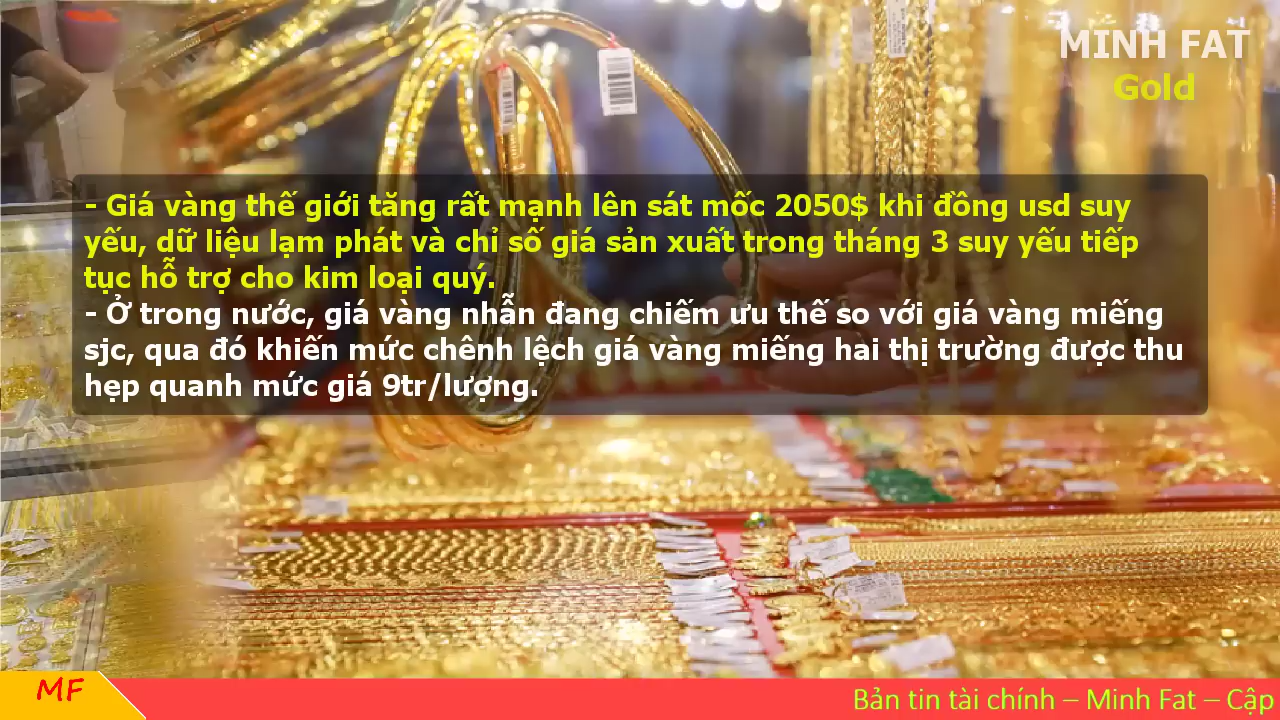 MINH FAT
Gold
- Giá vàng thế giới tăng rất mạnh lên sát mốc 2050$ khi đồng usd suy
yếu, dữ liệu lạm phát và chỉ số giá sản xuất trong tháng 3 suy yếu tiếp
tục hỗ trợ cho kim loại quý.
- Ở trong nước, giá vàng nhẫn đang chiếm ưu thế so với giá vàng miếng
sjc, qua đó khiến mức chênh lệch giá vàng miếng hai thị trường được thu
hẹp quanh mức giá 9tr/lượng.
MF
Bản tin tài chính – Minh Fat – Cập